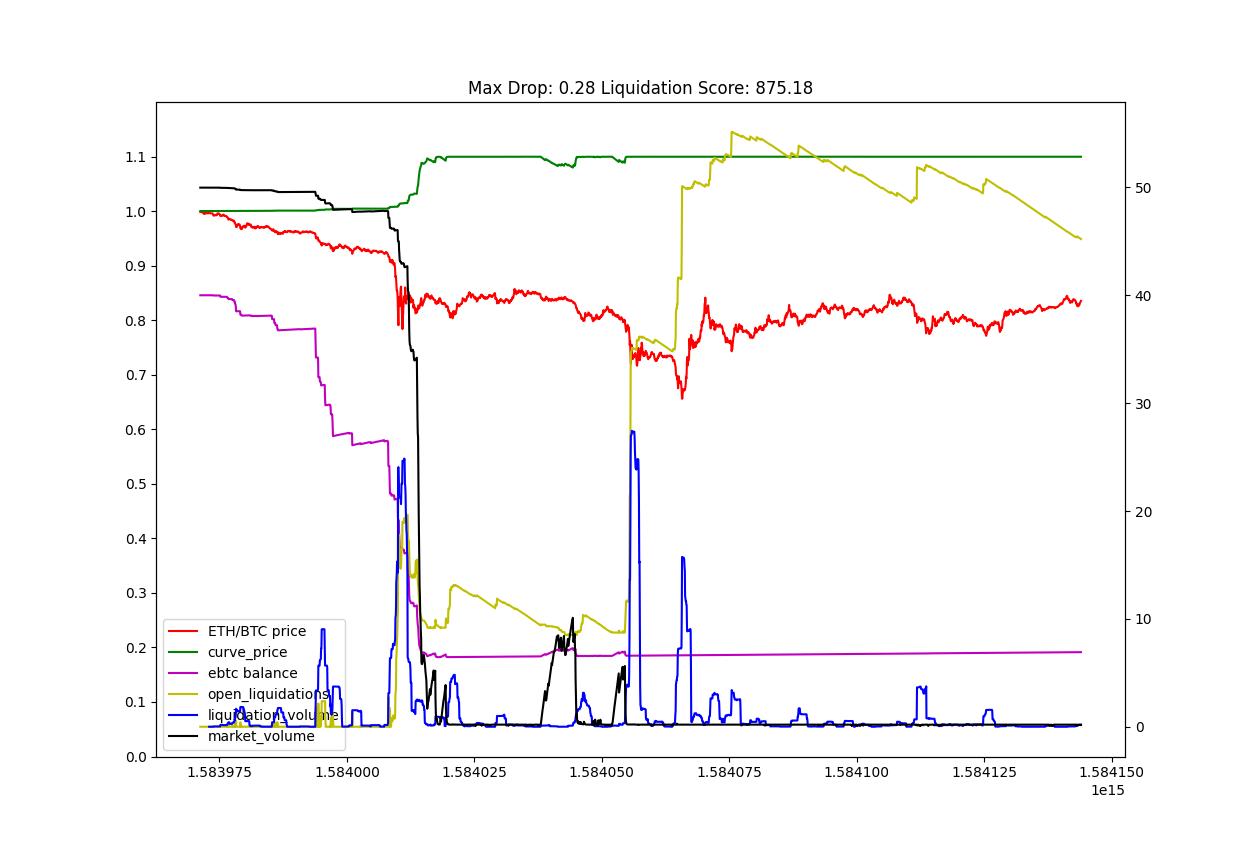 Max Drop: 0.28 Liquidation Score: 875.18
1.1
1.0
0.9
0.8
0.7
0.6
0.5
0.4
0.3
0.2
0.1
0.0
50
40
30
20
10
0
ETH/BTC price
curve_price
ebtc balance
open_liquidations
liquidation_volume
market_volume
1.583975 1.584000 1.584025 1.584050 1.584075 1.584100 1.584125 1.584150
1e15